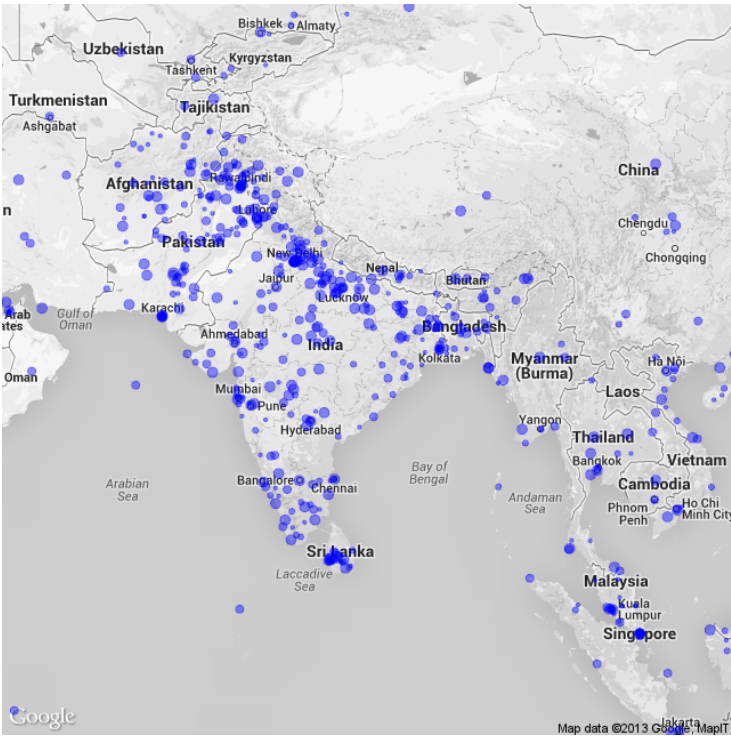 Bishkek
Almaty
Uzbekistan
Kyrgyzstan
Tashkent
Turkmenistan
Tajikistan
Ashgabat
Afghanistan
Rawalpindi
China
n
Lahore
Chengdu
Pakistan
New Delhi
Chongqing
Nepal
Jaipur
Bhutan
Lucknow
Karachi
Arab
ates
Gulf of
Oman
Ahmedabad
Bangladesh
India
Kolkata
Myanmar
(Burma)
Ha Nôi
Oman
Laos
Mumbai
Pune
Yangon
Hyderabad
Thailand
Bangkok
Vietnam
Bay of
Bengal
Arabian
Sea
Bangalore
Chennai
Cambodia
Andaman
Sea
Phnom
Penh
Ho Chi
Minh City
Sri Lanka
Laccadive
Sea
Malaysia
Kuala
Lumpur
Singapore
Google
Jakarta
Map data ©2013 Google, MapIT